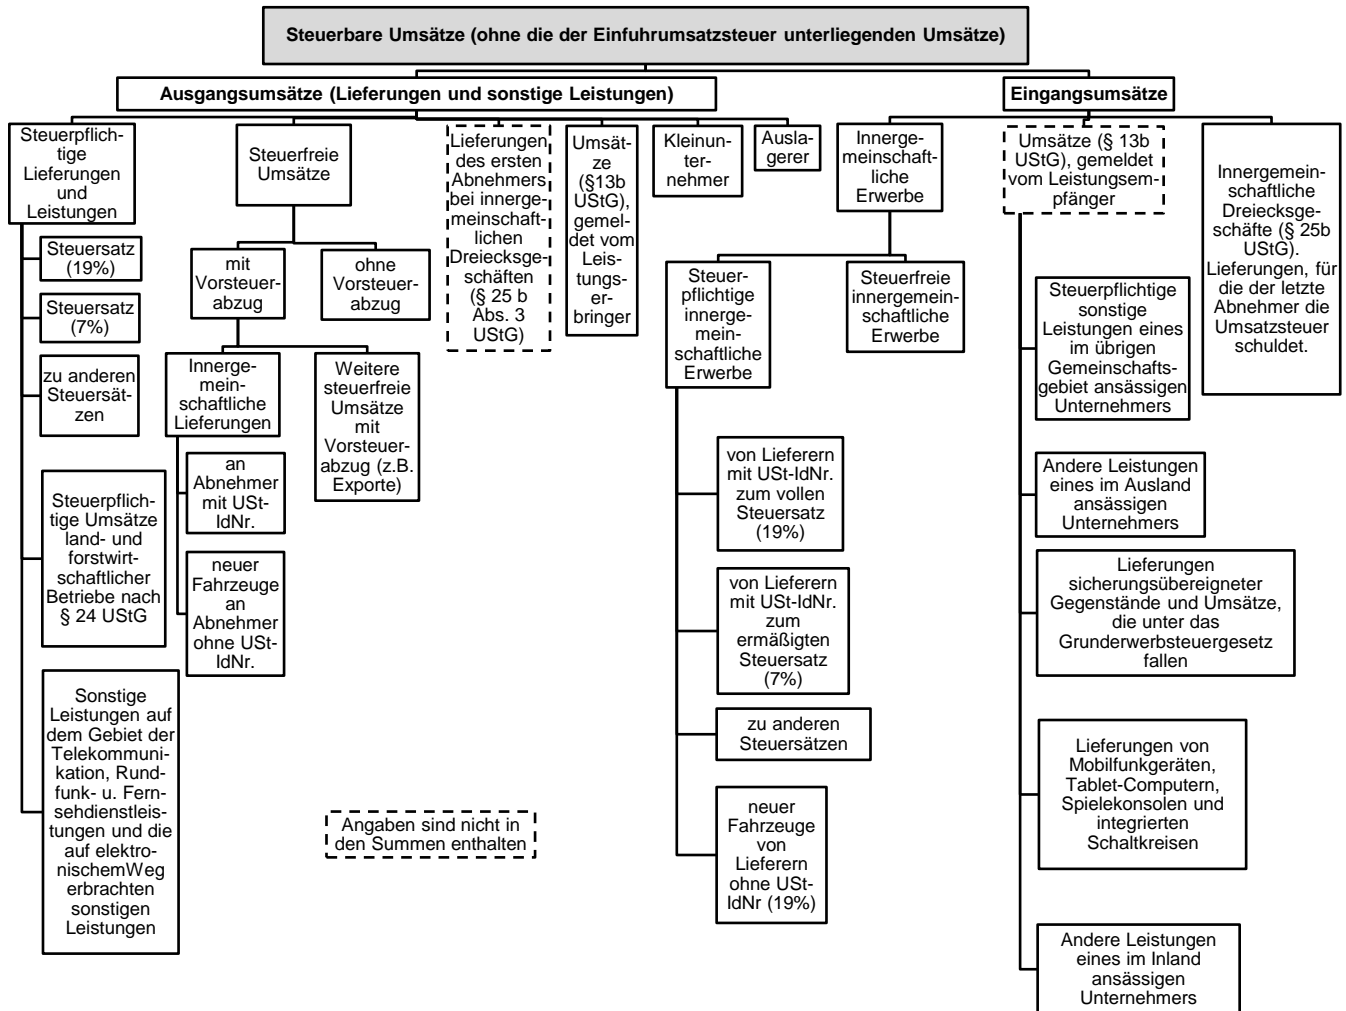 Steuerbare Umsätze (ohne die der Einfuhrumsatzsteuer unterliegenden Umsätze)
Ausgangsumsätze (Lieferungen und sonstige Leistungen)
Eingangsumsätze
Steuerpflich-
tige
Lieferungen
und
Leistungen
Steuerfreie
Umsätze
Lieferungen
des ersten
Abnehmers
bei innerge-
meinschaft-
lichen
Dreiecksge-
schäften
(§ 25 b
Abs. 3
UStG)
Umsät-
ze
(§13b
UStG),
gemel-
det vom
Leis-
tungser-
bringer
Kleinun-
ternehmer
Ausla-
gerer
Innerge-
meinschaft-
liche
Erwerbe
Umsätze (§ 13b
UStG), gemeldet
vom Leistungsem-
pfänger
Innergemein-
schaftliche
Dreiecksge-
schäfte (§ 25b
UStG).
Lieferungen, für
die der letzte
Abnehmer die
Umsatzsteuer
schuldet.
Steuersatz
(19%)
Steuersatz
(7%)
zu anderen
Steuersät-
zen
Steuerpflich-
tige Umsätze
land- und
forstwirt-
schaftlicher
Betriebe nach
§ 24 UStG
Sonstige
Leistungen auf
dem Gebiet der
Telekommuni-
kation, Rund-
funk- u. Fern-
sehdienstleis-
tungen und die
auf elektro-
nischemWeg
erbrachten
sonstigen
Leistungen
mit
Vorsteuer-
abzug
ohne
Vorsteuer-
abzug
Innerge-
mein-
schaftliche
Lieferungen
Weitere
steuerfreie
Umsätze
mit
Vorsteuer-
abzug (z.B.
Exporte)
an
Abnehmer
mit USt-
IdNr.
neuer
Fahrzeuge
an
Abnehmer
ohne USt-
IdNr.
Angaben sind nicht in
den Summen enthalten
Steuer-
pflichtige
innerge-
mein-
schaftliche
Erwerbe
Steuerfreie
innergemein-
schaftliche
Erwerbe
von Lieferern
mit USt-IdNr.
zum vollen
Steuersatz
(19%)
von Lieferern
mit USt-IdNr.
zum
ermäßigten
Steuersatz
(7%)
zu anderen
Steuersätzen
neuer
Fahrzeuge
von
Lieferern
ohne USt-
IdNr (19%)
Steuerpflichtige
sonstige
Leistungen eines
im übrigen
Gemeinschafts-
gebiet ansässigen
Unternehmers
Andere Leistungen
eines im Ausland
ansässigen
Unternehmers
Lieferungen
sicherungsübereigneter
Gegenstände und Umsätze,
die unter das
Grunderwerbsteuergesetz
fallen
Lieferungen von
Mobilfunkgeräten,
Tablet-Computern,
Spielekonsolen und
integrierten
Schaltkreisen
Andere Leistungen
eines im Inland
ansässigen
Unternehmers